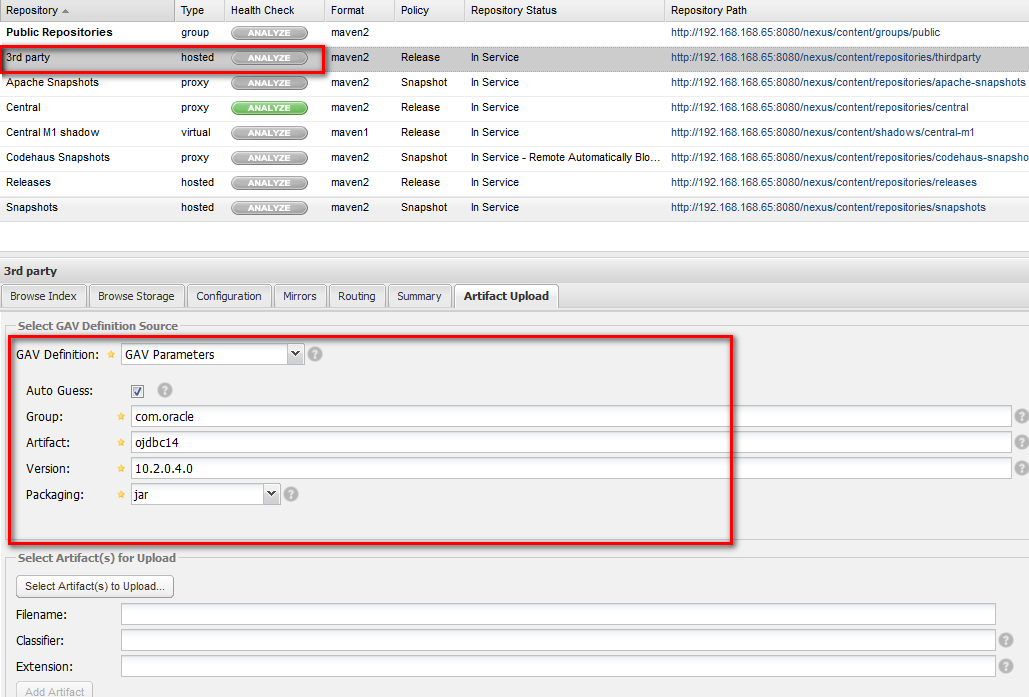 Repository Type Health Check Format Policy Repository Status Repository Path
Public Repositories group ANALYZE maven2 http://192.168.168.65:8080/nexus/content/groups/public
3rd party hosted ANALYZE maven2 Release In Service http://192.168.168.65:8080/nexus/content/repositories/thirdparty
Apache Snapshots proxy ANALYZE maven2 Snapshot In Service http://192.168.168.65:8080/nexus/content/repositories/apache-snapshots
Central proxy ANALYZE maven2 Release In Service http://192.168.168.65:8080/nexus/content/repositories/central
Central M1 shadow virtual ANALYZE maven1 Release In Service http://192.168.168.65:8080/nexus/content/shadows/central-m1
Codehaus Snapshots proxy ANALYZE maven2 Snapshot In Service - Remote Automatically Blo... http://192.168.168.65:8080/nexus/content/repositories/codehaus-snapsho
Releases hosted ANALYZE maven2 Release In Service http://192.168.168.65:8080/nexus/content/repositories/releases
Snapshots hosted ANALYZE maven2 Snapshot In Service http://192.168.168.65:8080/nexus/content/repositories/snapshots
3rd party
Browse Index Browse Storage Configuration Mirrors Routing Summary Artifact Upload
Select GAV Definition Source
GAV Definition: GAV Parameters ?
Auto Guess: ?
Group: com.oracle ?
Artifact: ojdbc14 ?
Version: 10.2.0.4.0 ?
Packaging: jar ?
Select Artifact(s) for Upload
Select Artifact(s) to Upload...
Filename:
Classifier: ?
Extension: ?
Add Artifact